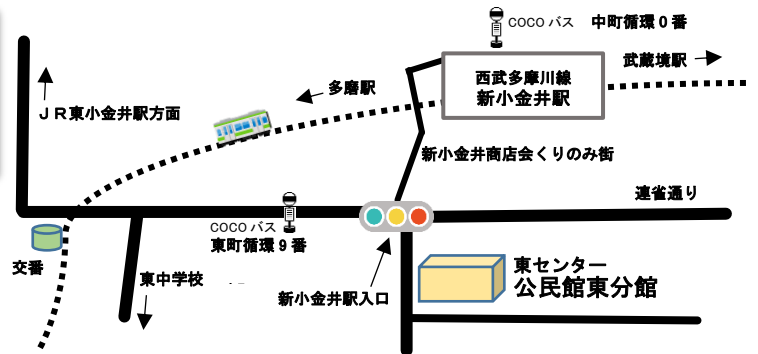 COCO バス 中町循環０番
武蔵境駅
西武多摩川線
新小金井駅
多磨駅
ＪＲ東小金井駅方面
新小金井商店会くりのみ街
連雀通り
COCO バス
東町循環９番
交番
東中学校
新小金井駅入口
東センター
公民館東分館